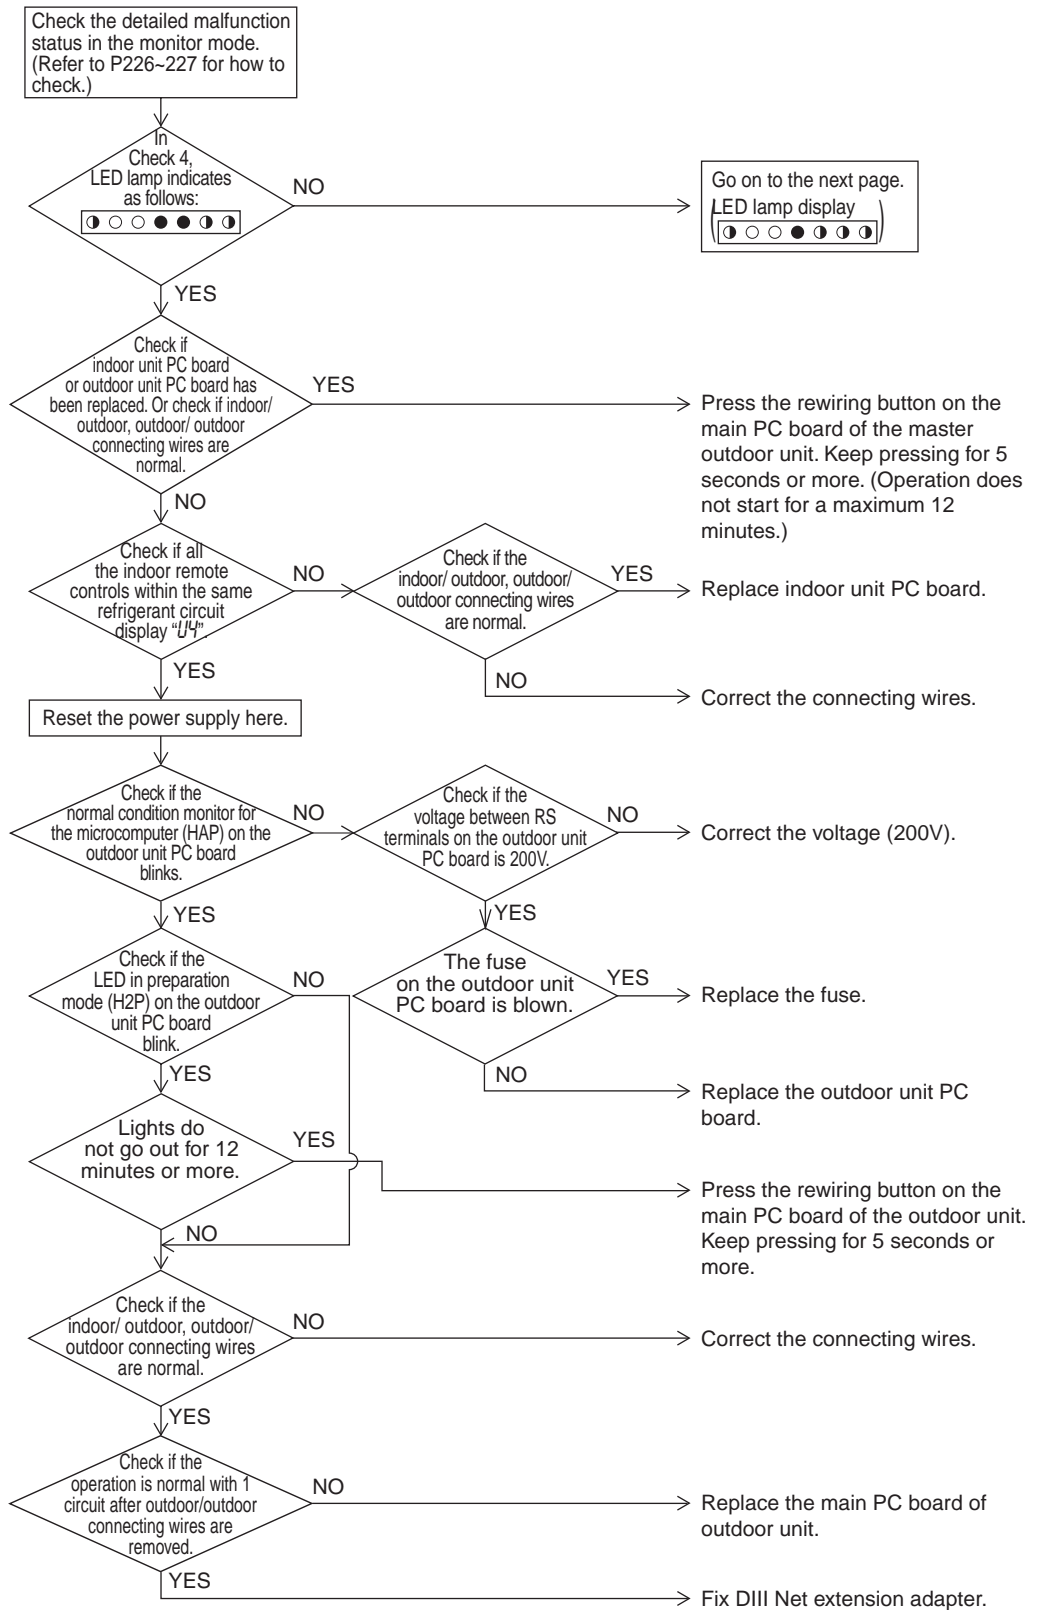 Check the detailed malfunction
status in the monitor mode.
(Refer to P226~227 for how to
check.)
In
Check 4,
LED lamp indicates
as follows:
◑ ○ ○ ● ● ◑ ◑
NO
Go on to the next page.
LED lamp display
( ◑ ○ ○ ● ◑ ◑ ◑ )
YES
Check if
indoor unit PC board
or outdoor unit PC board has
been replaced. Or check if indoor/
outdoor, outdoor/ outdoor
connecting wires are
normal.
YES
Press the rewiring button on the
main PC board of the master
outdoor unit. Keep pressing for 5
seconds or more. (Operation does
not start for a maximum 12
minutes.)
NO
Check if all
the indoor remote
controls within the same
refrigerant circuit
display “U4”.
NO
Check if the
indoor/ outdoor, outdoor/
outdoor connecting wires
are normal.
YES
Replace indoor unit PC board.
NO
Correct the connecting wires.
YES
Reset the power supply here.
Check if the
normal condition monitor for
the microcomputer (HAP) on the
outdoor unit PC board
blinks.
NO
Check if the
voltage between RS
terminals on the outdoor unit
PC board is 200V.
NO
Correct the voltage (200V).
YES
YES
Check if the
LED in preparation
mode (H2P) on the outdoor
unit PC board
blink.
NO
The fuse
on the outdoor unit
PC board is blown.
YES
Replace the fuse.
NO
Replace the outdoor unit PC
board.
YES
Lights do
not go out for 12
minutes or more.
YES
Press the rewiring button on the
main PC board of the outdoor unit.
Keep pressing for 5 seconds or
more.
NO
Check if the
indoor/ outdoor, outdoor/
outdoor connecting wires
are normal.
NO
Correct the connecting wires.
YES
Check if the
operation is normal with 1
circuit after outdoor/outdoor
connecting wires are
removed.
NO
Replace the main PC board of
outdoor unit.
YES
Fix DIII Net extension adapter.